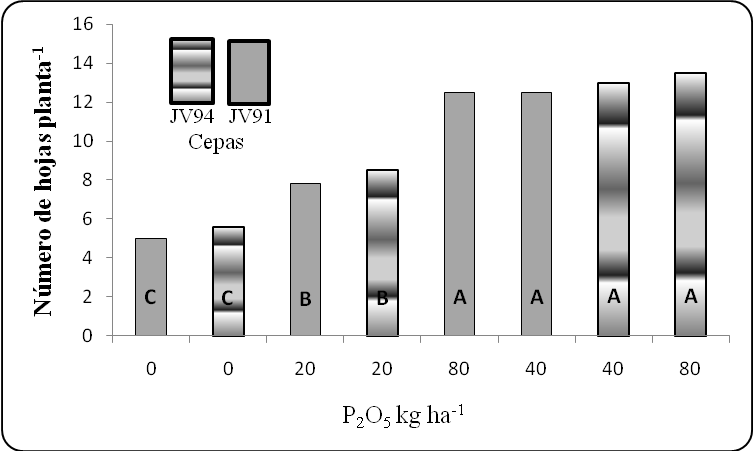 Número de hojas planta⁻¹
16
14
12
10
8
6
4
2
0
JV94 JV91
Cepas
C C B B A A A A
0 0 20 20 80 40 40 80
P₂O₅ kg ha⁻¹